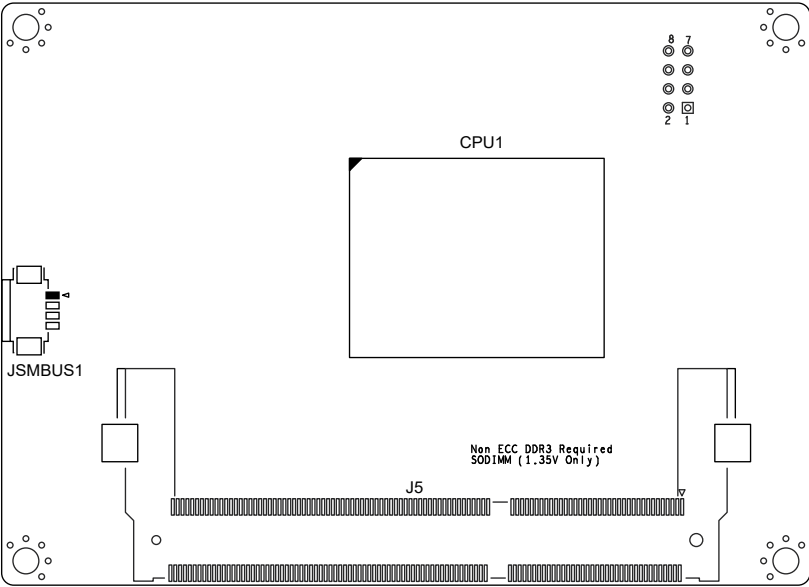 8 7
2 1
CPU1
JSMBUS1
Non ECC DDR3 Required
SODIMM (1.35V Only)
J5